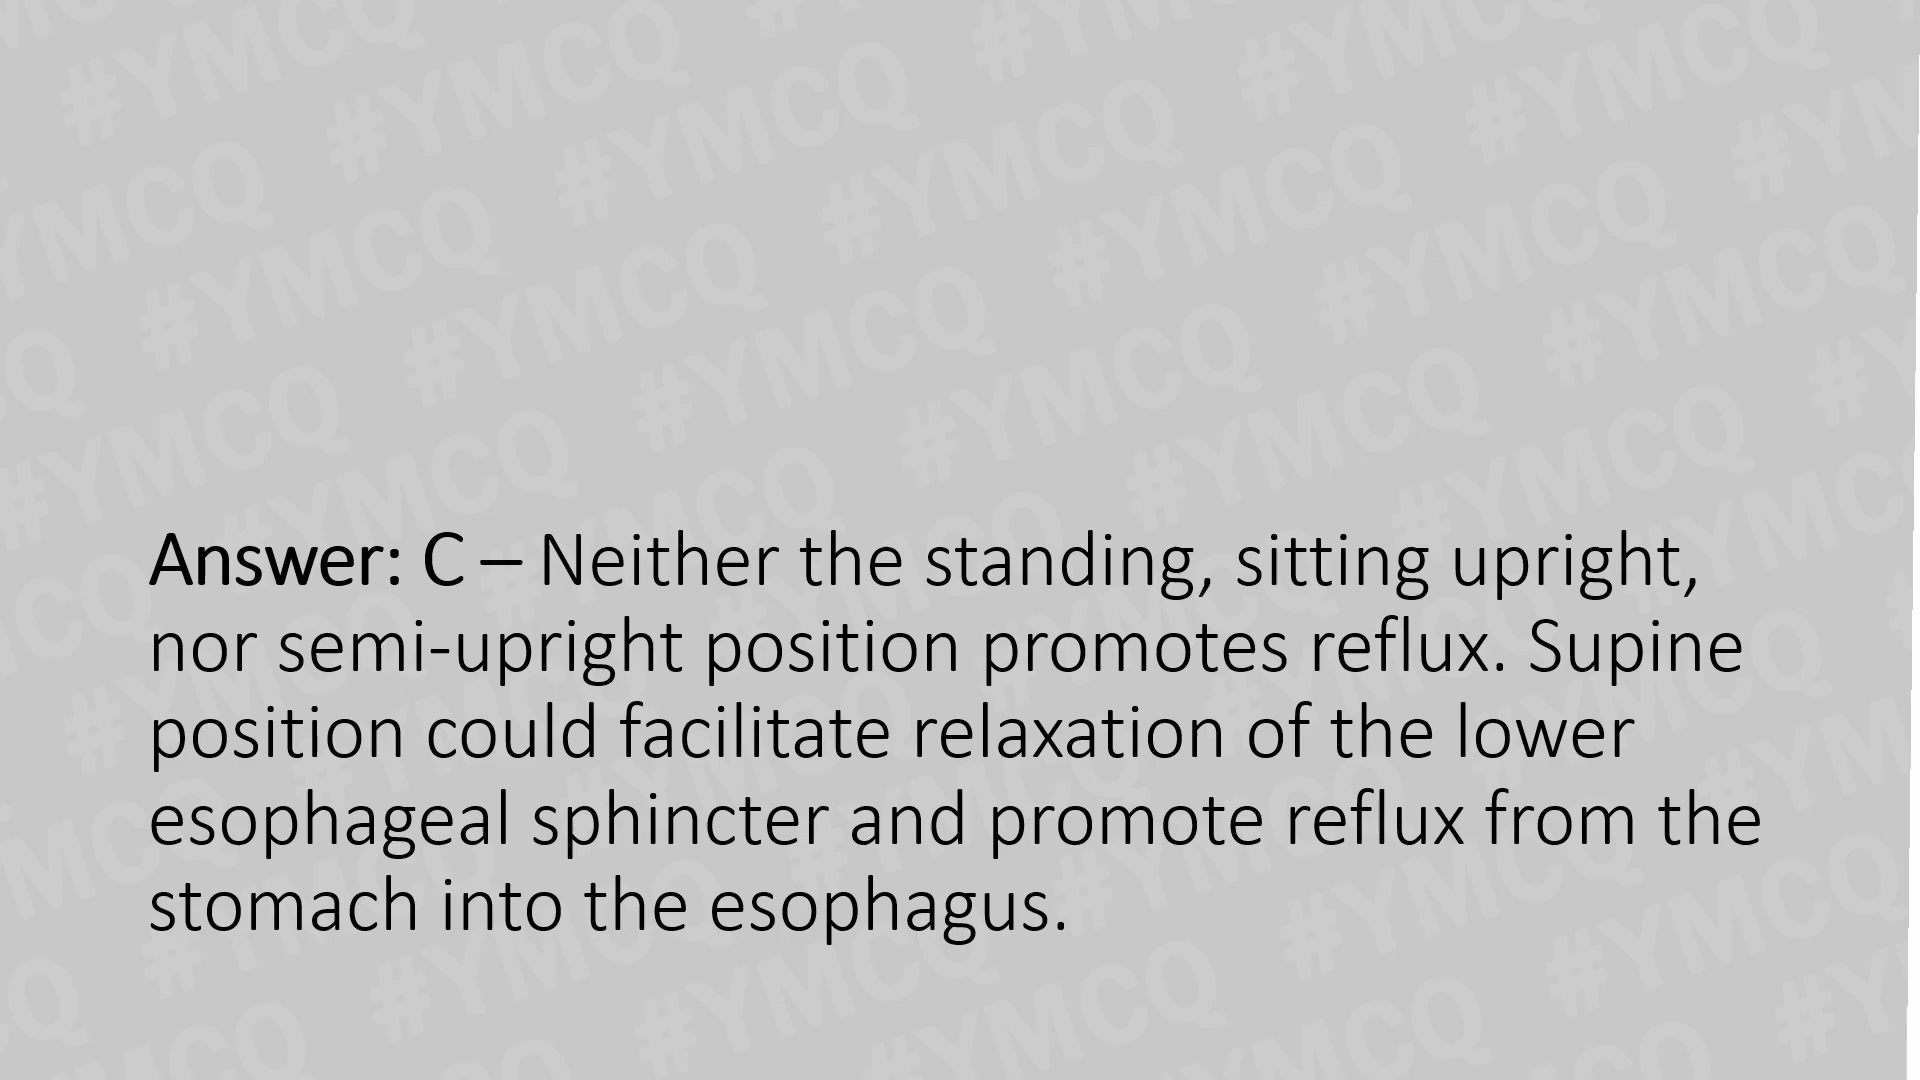 Answer: C – Neither the standing, sitting upright,
nor semi-upright position promotes reflux. Supine
position could facilitate relaxation of the lower
esophageal sphincter and promote reflux from the
stomach into the esophagus.
#YMCQ